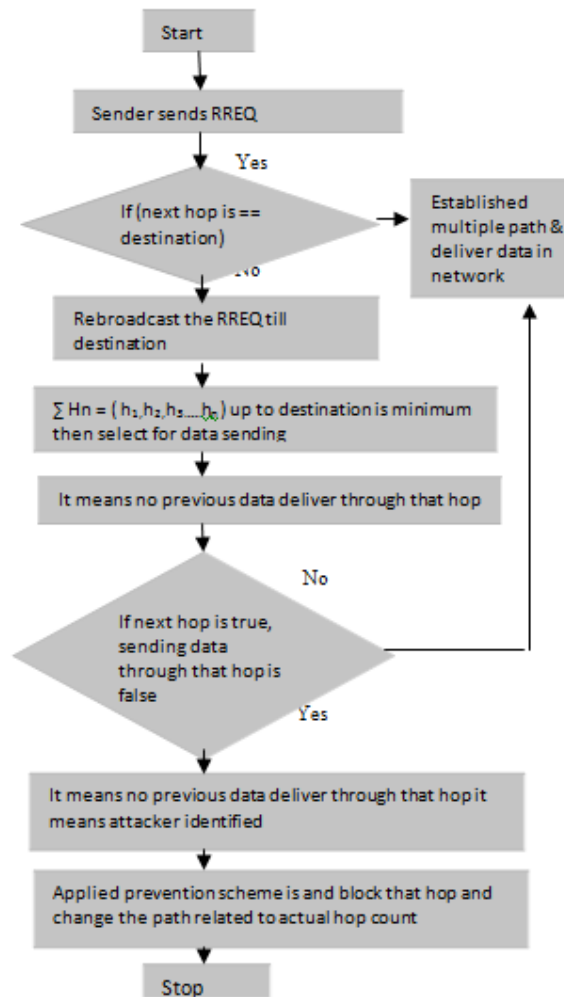 Start
Sender sends RREQ
Yes
If (next hop is ==
destination)
Established
multiple path &
deliver data in
network
No
Rebroadcast the RREQ till
destination
∑ Hn = ( h₁,h₂,h₃....hₙ) up to destination is minimum
then select for data sending
It means no previous data deliver through that hop
No
If next hop is true,
sending data
through that hop is
false
Yes
It means no previous data deliver through that hop it
means attacker identified
Applied prevention scheme is and block that hop and
change the path related to actual hop count
Stop